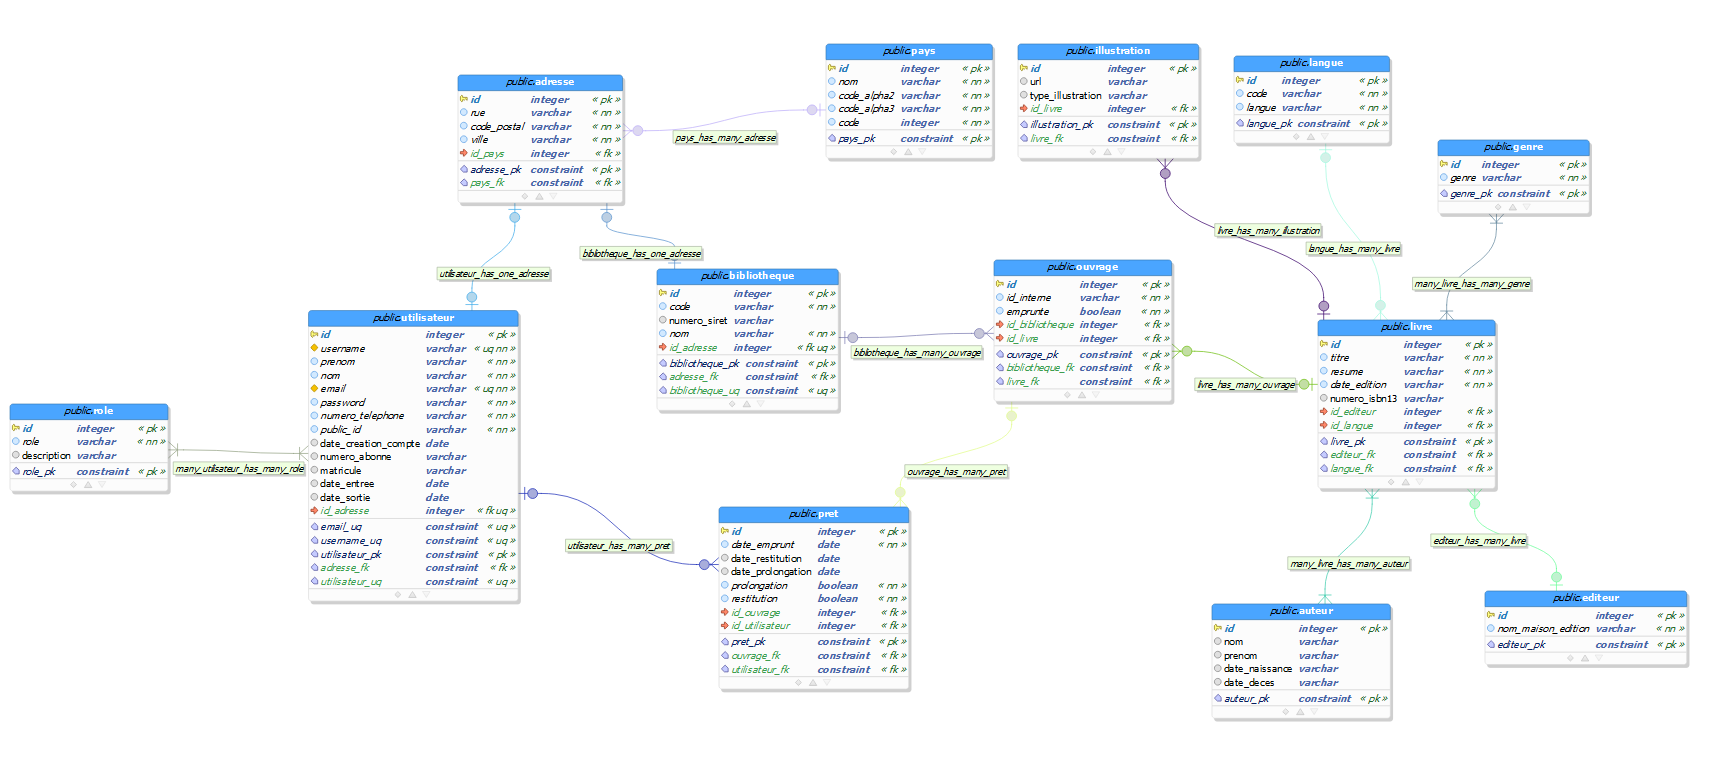 public.adresse
id integer « pk »
rue varchar « nn »
code_postal varchar « nn »
ville varchar « nn »
id_pays integer « fk »
adresse_pk constraint « pk »
pays_fk constraint « fk »
pays_has_many_adresse
public.pays
id integer « pk »
nom varchar « nn »
code_alpha2 varchar « nn »
code_alpha3 varchar « nn »
code integer « nn »
pays_pk constraint « pk »
public.illustration
id integer « pk »
url varchar
type_illustration varchar
id_livre integer « fk »
illustration_pk constraint « pk »
livre_fk constraint « fk »
public.langue
id integer « pk »
code varchar « nn »
langue varchar « nn »
langue_pk constraint « pk »
public.genre
id integer « pk »
genre varchar « nn »
genre_pk constraint « pk »
livre_has_many_illustration
langue_has_many_livre
many_livre_has_many_genre
utilisateur_has_one_adresse
bibliotheque_has_one_adresse
public.bibliotheque
id integer « pk »
code varchar « nn »
numero_siret varchar
nom varchar « nn »
id_adresse integer « fk uq »
bibliotheque_pk constraint « pk »
adresse_fk constraint « fk »
bibliotheque_uq constraint « uq »
bibliotheque_has_many_ouvrage
public.ouvrage
id integer « pk »
id_interne varchar « nn »
emprunte boolean « nn »
id_bibliotheque integer « fk »
id_livre integer « fk »
ouvrage_pk constraint « pk »
bibliotheque_fk constraint « fk »
livre_fk constraint « fk »
livre_has_many_ouvrage
public.livre
id integer « pk »
titre varchar « nn »
resume varchar « nn »
date_edition varchar « nn »
numero_isbn13 varchar
id_editeur integer « fk »
id_langue integer « fk »
livre_pk constraint « pk »
editeur_fk constraint « fk »
langue_fk constraint « fk »
public.role
id integer « pk »
role varchar « nn »
description varchar
role_pk constraint « pk »
many_utilisateur_has_many_role
public.utilisateur
id integer « pk »
username varchar « uq nn »
prenom varchar « nn »
nom varchar « nn »
email varchar « uq nn »
password varchar « nn »
numero_telephone varchar « nn »
public_id varchar « nn »
date_creation_compte date
numero_abonne varchar
matricule varchar
date_entree date
date_sortie date
id_adresse integer « fk uq »
email_uq constraint « uq »
username_uq constraint « uq »
utilisateur_pk constraint « pk »
adresse_fk constraint « fk »
utilisateur_uq constraint « uq »
utilisateur_has_many_pret
ouvrage_has_many_pret
public.pret
id integer « pk »
date_emprunt date « nn »
date_restitution date
date_prolongation date
prolongation boolean « nn »
restitution boolean « nn »
id_ouvrage integer « fk »
id_utilisateur integer « fk »
pret_pk constraint « pk »
ouvrage_fk constraint « fk »
utilisateur_fk constraint « fk »
many_livre_has_many_auteur
editeur_has_many_livre
public.auteur
id integer « pk »
nom varchar
prenom varchar
date_naissance varchar
date_deces varchar
auteur_pk constraint « pk »
public.editeur
id integer « pk »
nom_maison_edition varchar « nn »
editeur_pk constraint « pk »